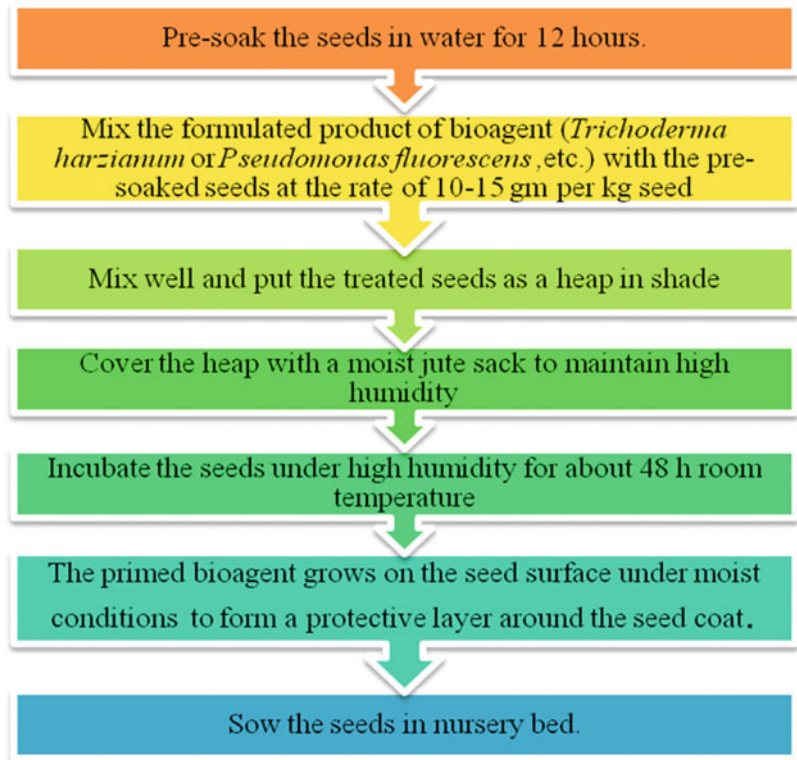 Pre-soak the seeds in water for 12 hours.
Mix the formulated product of bioagent (Trichoderma
harzianum or Pseudomonas fluorescens ,etc.) with the pre-
soaked seeds at the rate of 10-15 gm per kg seed
Mix well and put the treated seeds as a heap in shade
Cover the heap with a moist jute sack to maintain high
humidity
Incubate the seeds under high humidity for about 48 h room
temperature
The primed bioagent grows on the seed surface under moist
conditions to form a protective layer around the seed coat.
Sow the seeds in nursery bed.